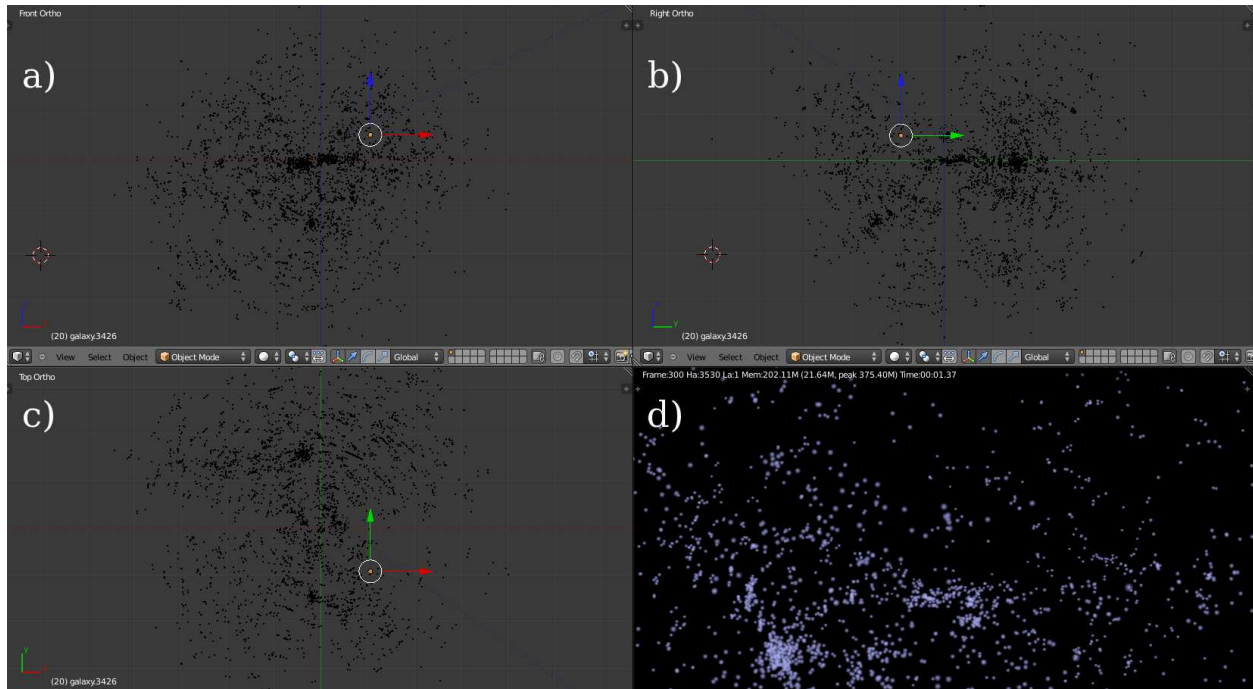 Front Ortho
a)
(20) galaxy.3426
View Select Object Object Mode Global
Right Ortho
b)
y
(20) galaxy.3426
View Select Object Object Mode Global
Top Ortho
c)
y
(20) galaxy.3426
Frame:300 Ha:3530 La:1 Mem:202.11M (21.64M, peak 375.40M) Time:00:01.37
d)